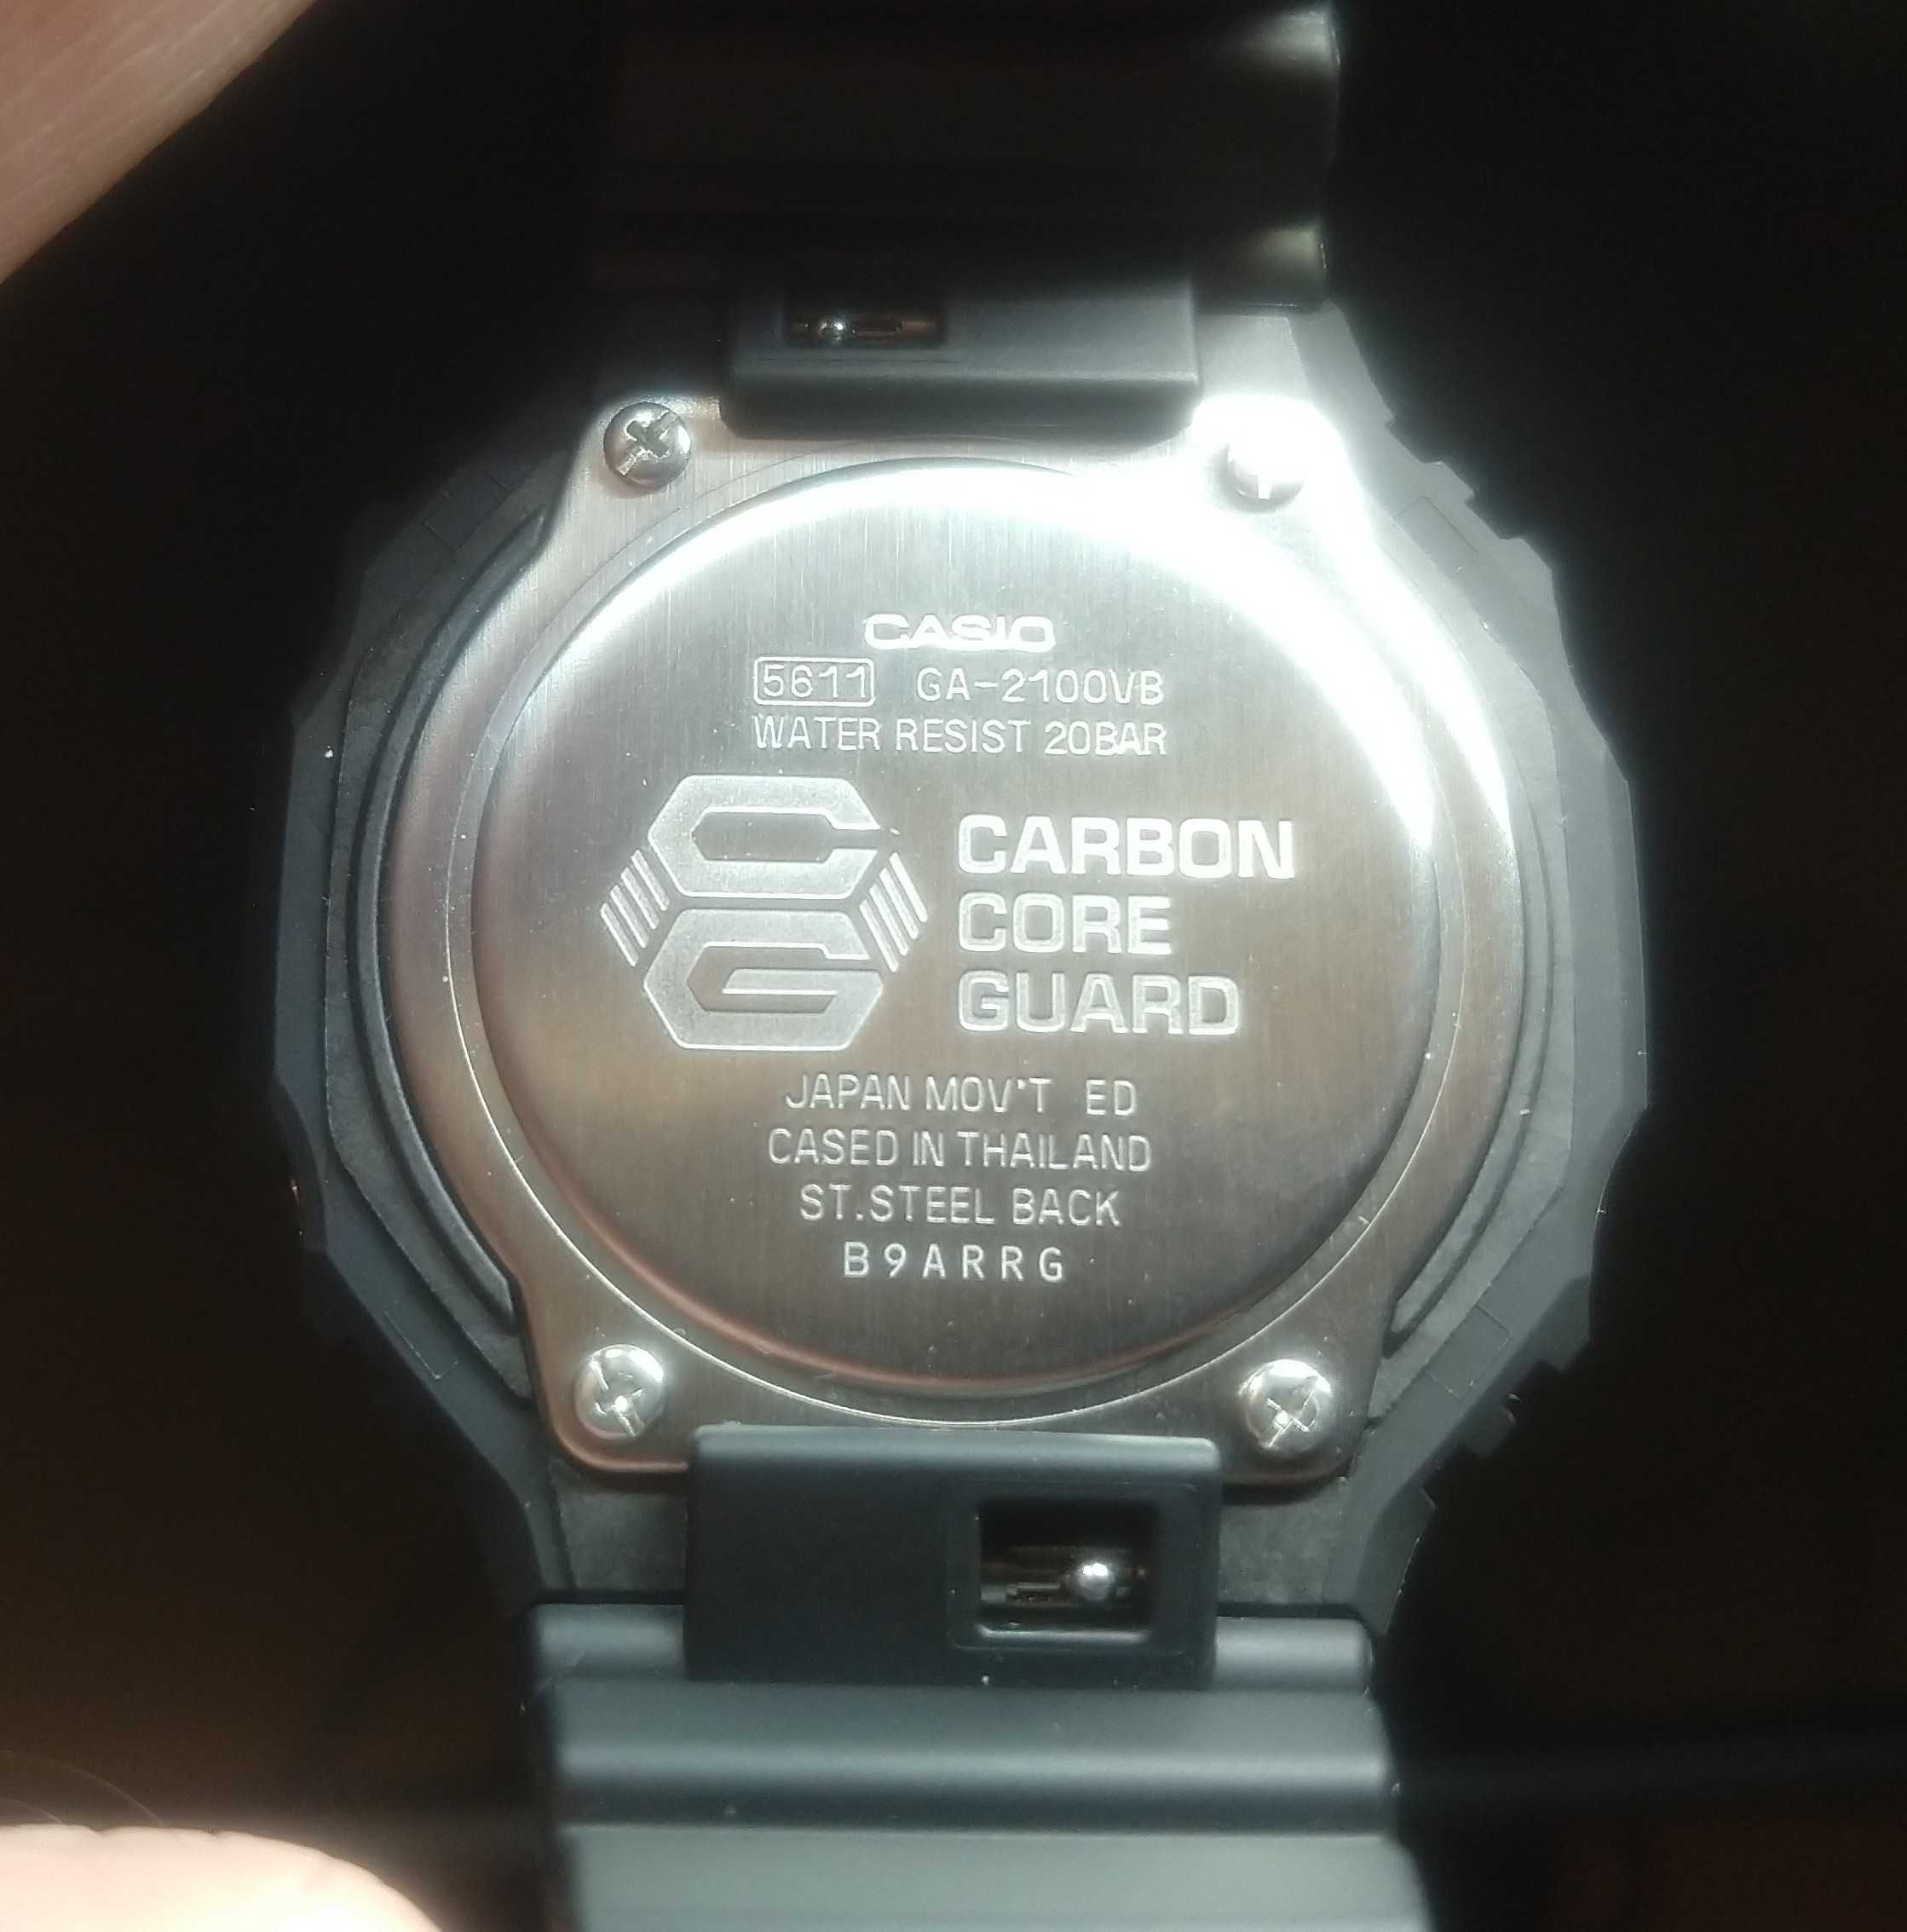 CASIO
5611 GA-2100VB
WATER RESIST 20BAR
CG
CARBON
CORE
GUARD
JAPAN MOV'T ED
CASED IN THAILAND
ST.STEEL BACK
B9ARRG